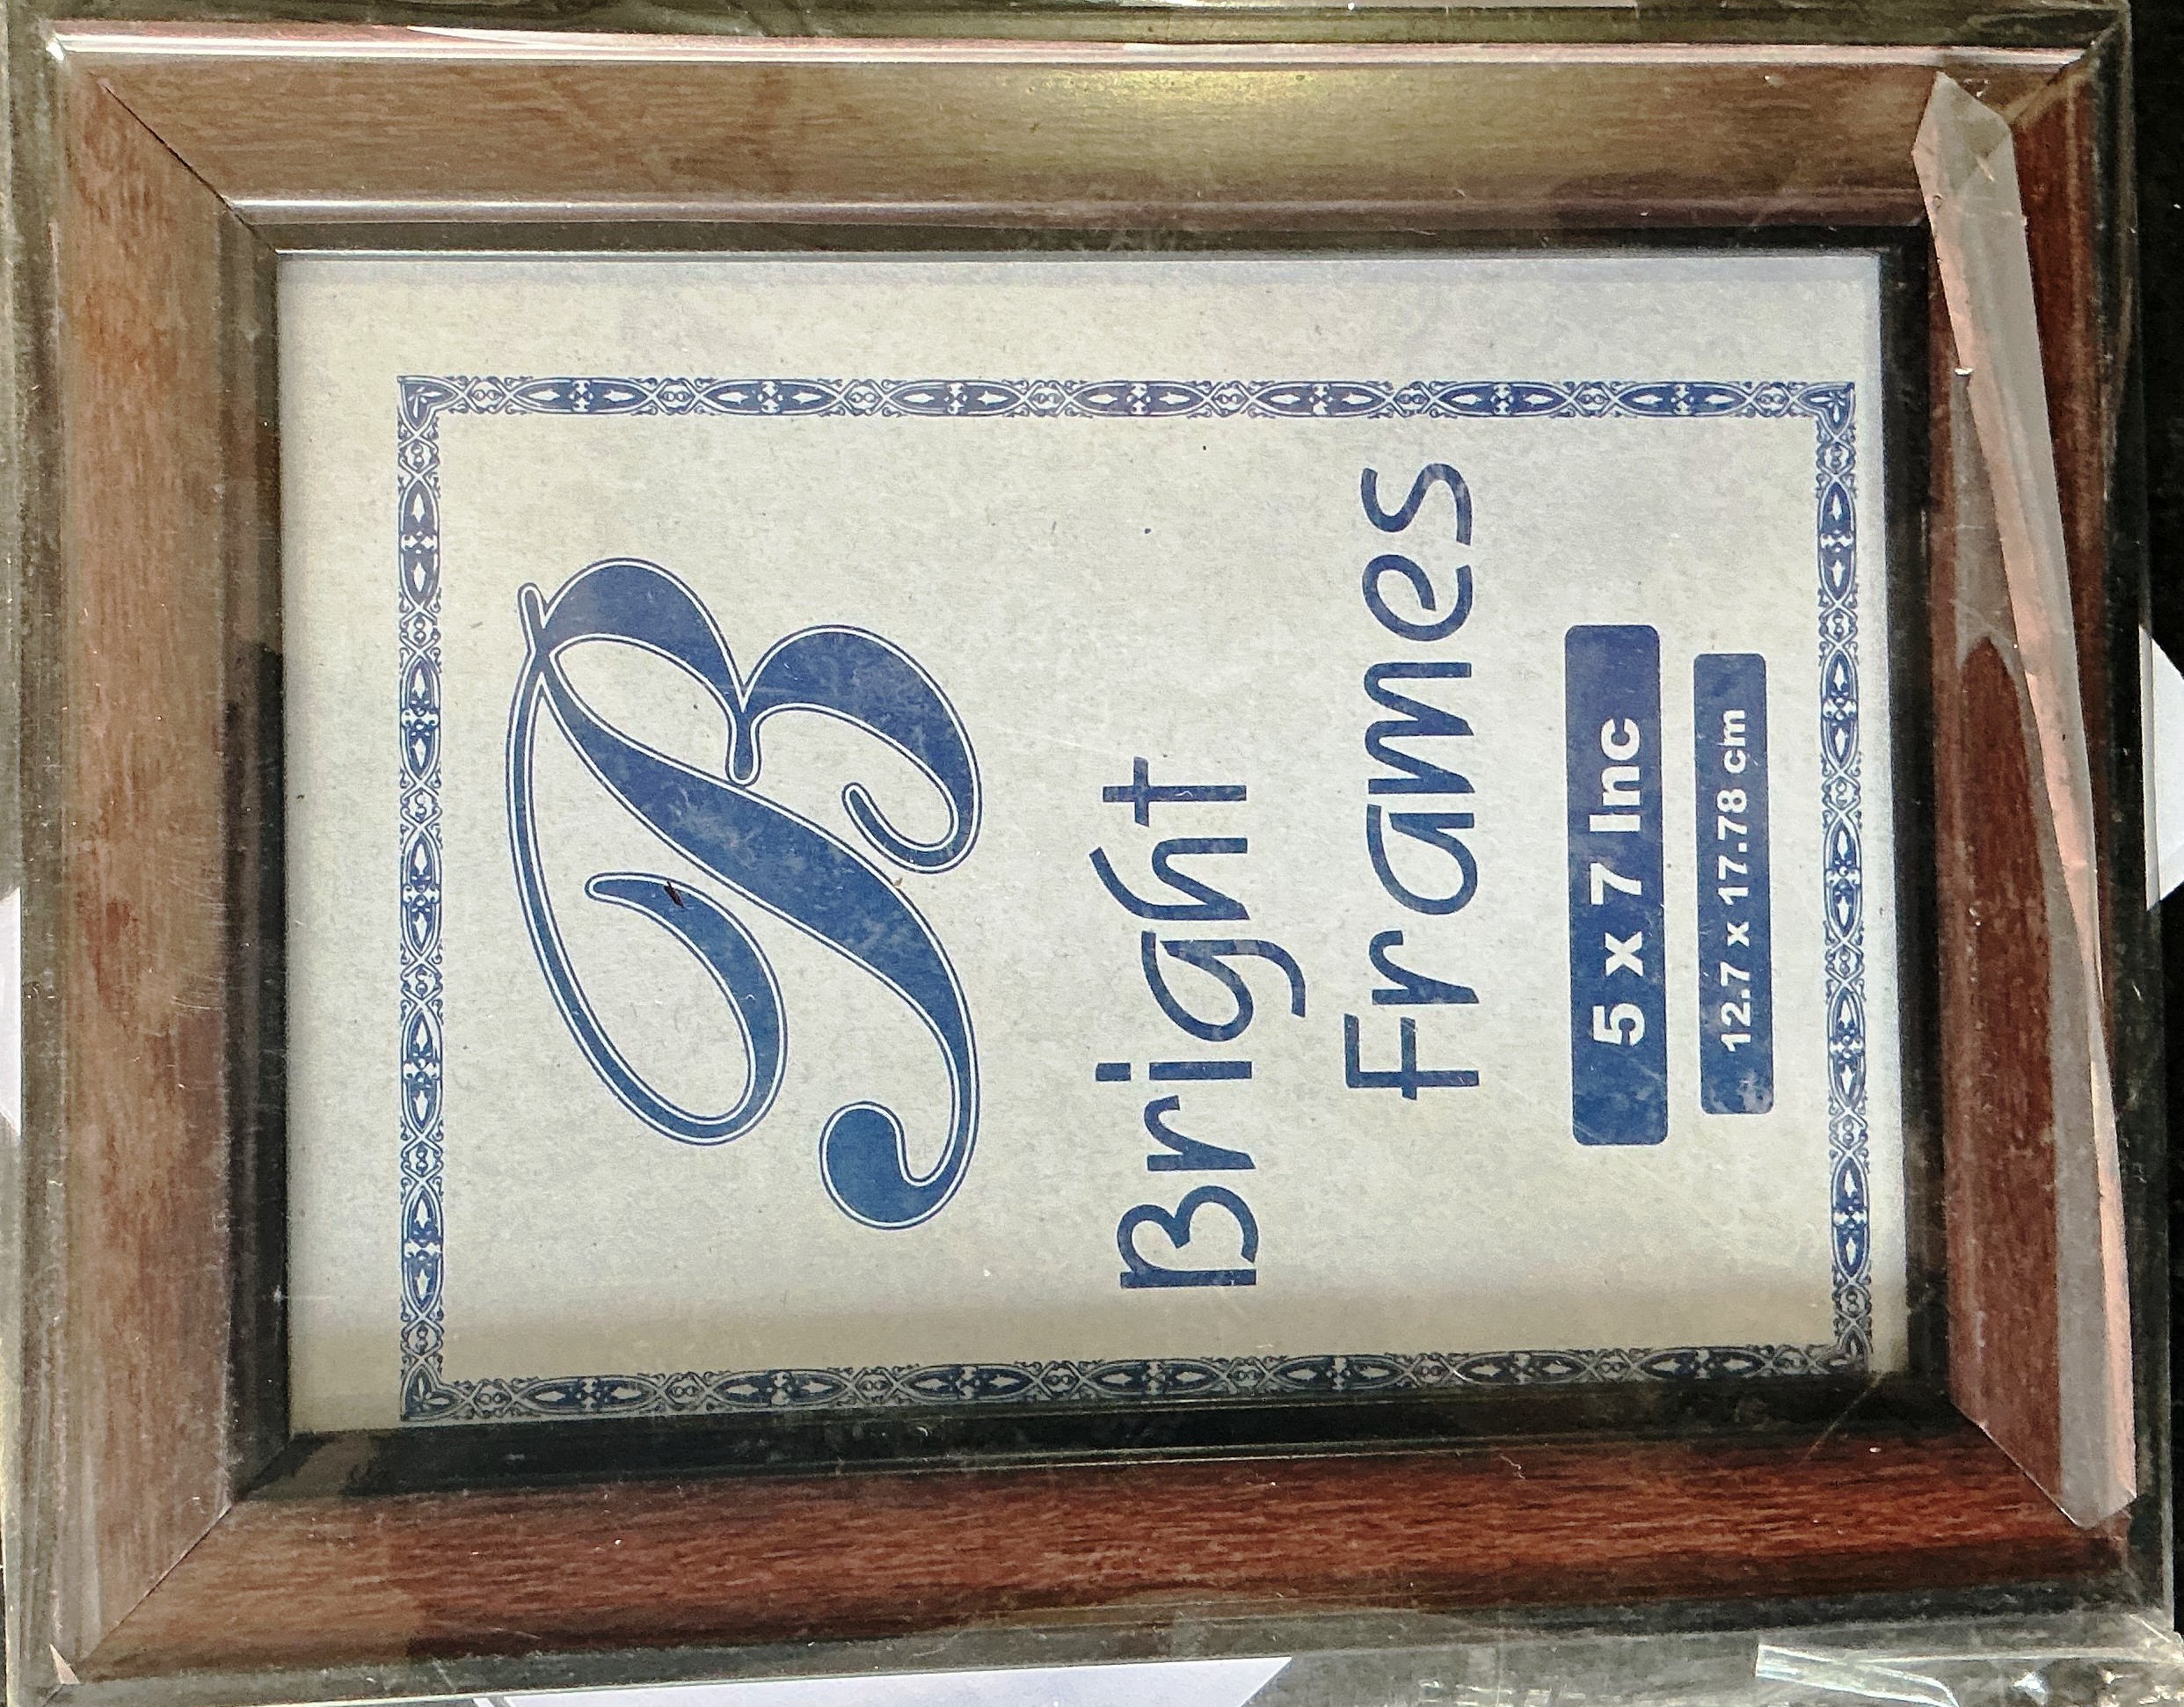 B
Bright
Frames
5 x 7 Inc
12.7 x 17.78 cm